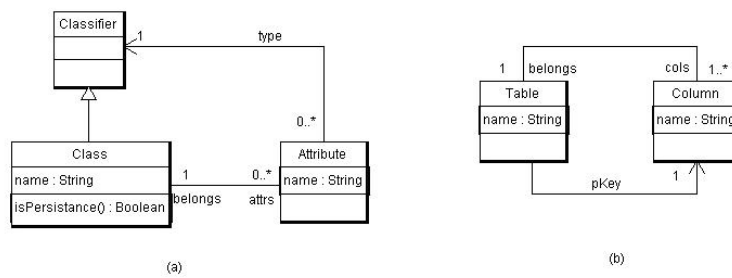 Classifier
1
type
0..*
Class
name : String
isPersistance() : Boolean
1
belongs
0..*
attrs
Attribute
name : String
(a)
1
belongs
cols
1..*
Table
name : String
Column
name : String
pKey
1
(b)